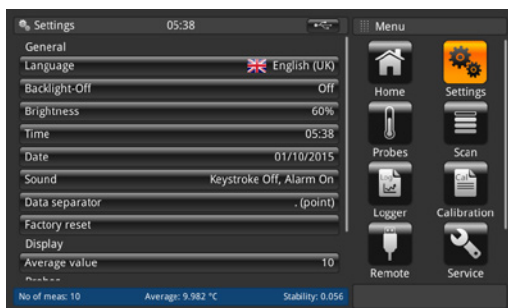 Settings 05:38
Menu
General
Language English (UK)
Backlight-Off Off
Brightness 60%
Time 05:38
Date 01/10/2015
Sound Keystroke Off, Alarm On
Data separator . (point)
Factory reset
Display
Average value 10
No of meas: 10 Average: 9.982 °C Stability: 0.056
Home Settings
Probes Scan
Log
Cal
Logger Calibration
Remote Service